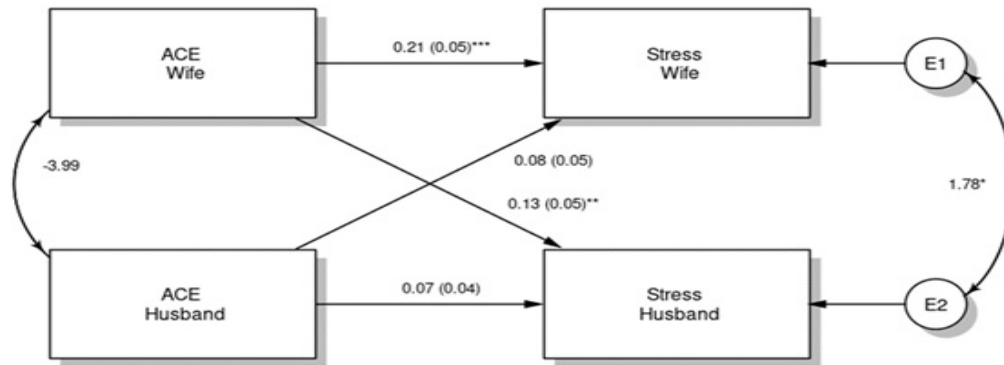 ACE
Wife
0.21 (0.05)***
Stress
Wife
E1
-3.99
0.08 (0.05)
1.78*
0.13 (0.05)**
ACE
Husband
0.07 (0.04)
Stress
Husband
E2